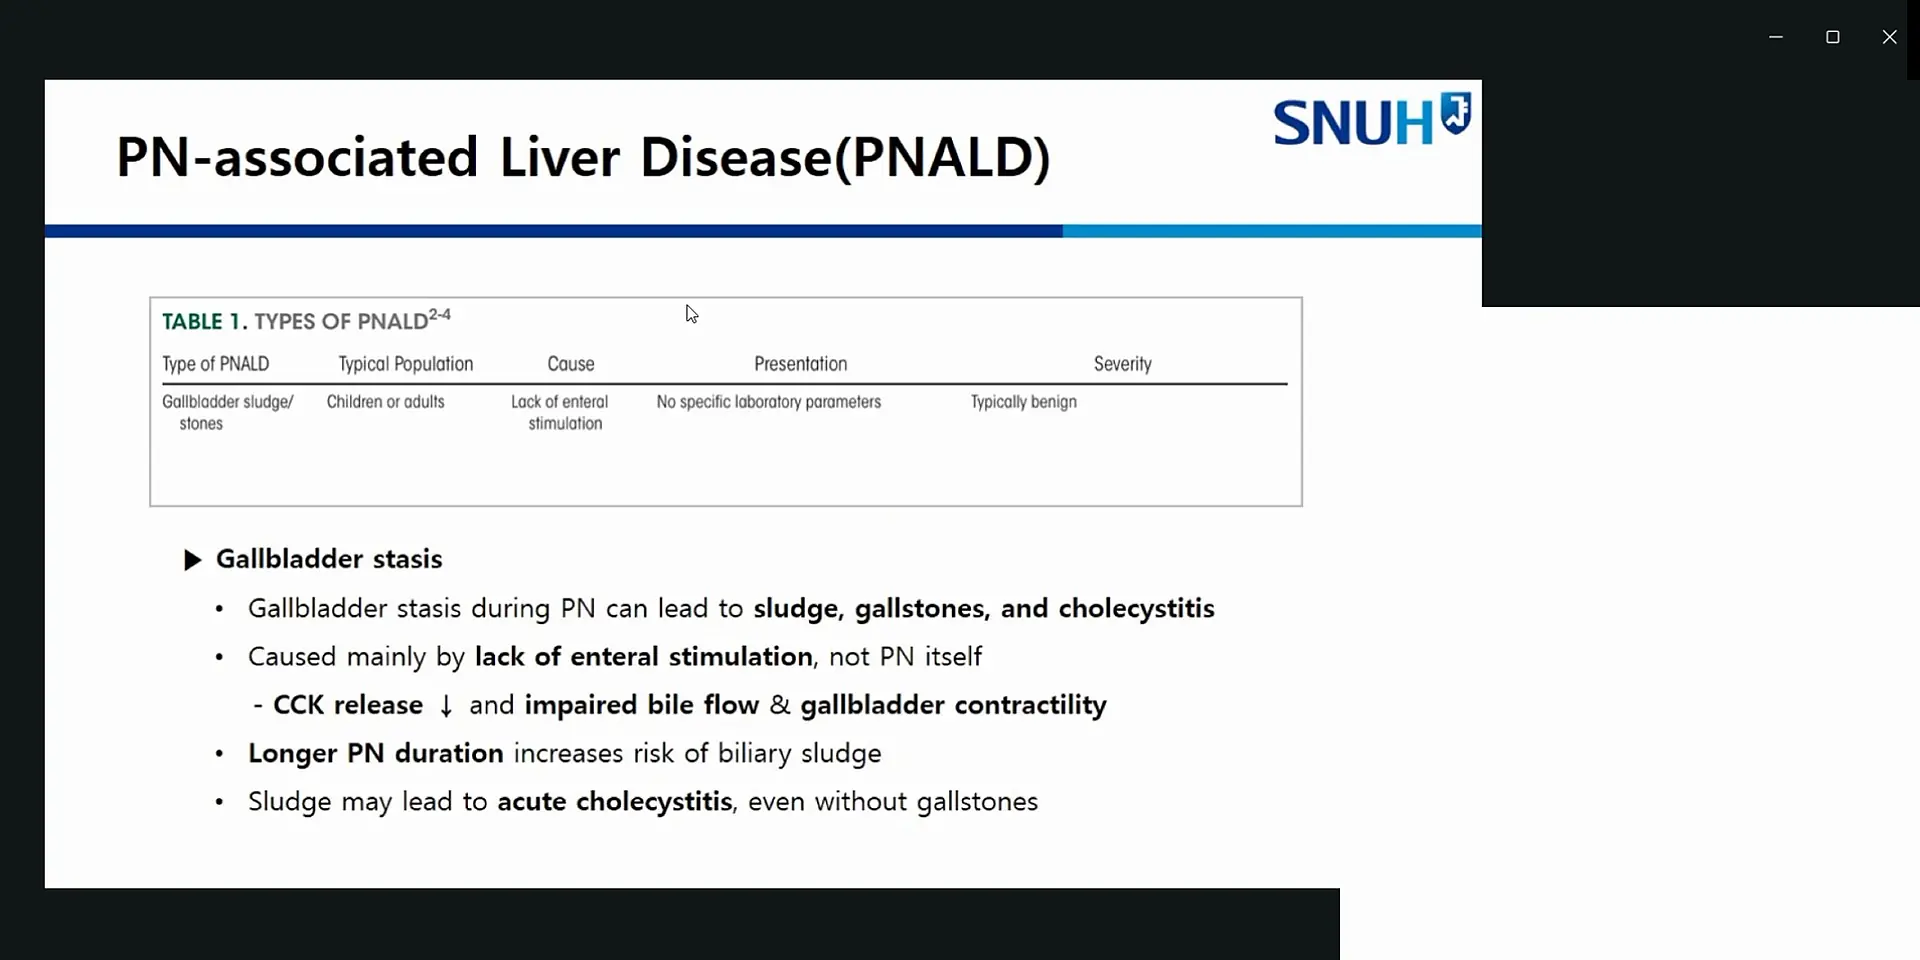 SNUH
PN-associated Liver Disease(PNALD)
TABLE 1. TYPES OF PNALD2-4
Type of PNALD Typical Population Cause Presentation Severity
Gallbladder sludge/ Children or adults Lack of enteral No specific laboratory parameters Typically benign
stones stimulation
▶ Gallbladder stasis
• Gallbladder stasis during PN can lead to sludge, gallstones, and cholecystitis
• Caused mainly by lack of enteral stimulation, not PN itself
- CCK release ↓ and impaired bile flow & gallbladder contractility
• Longer PN duration increases risk of biliary sludge
• Sludge may lead to acute cholecystitis, even without gallstones